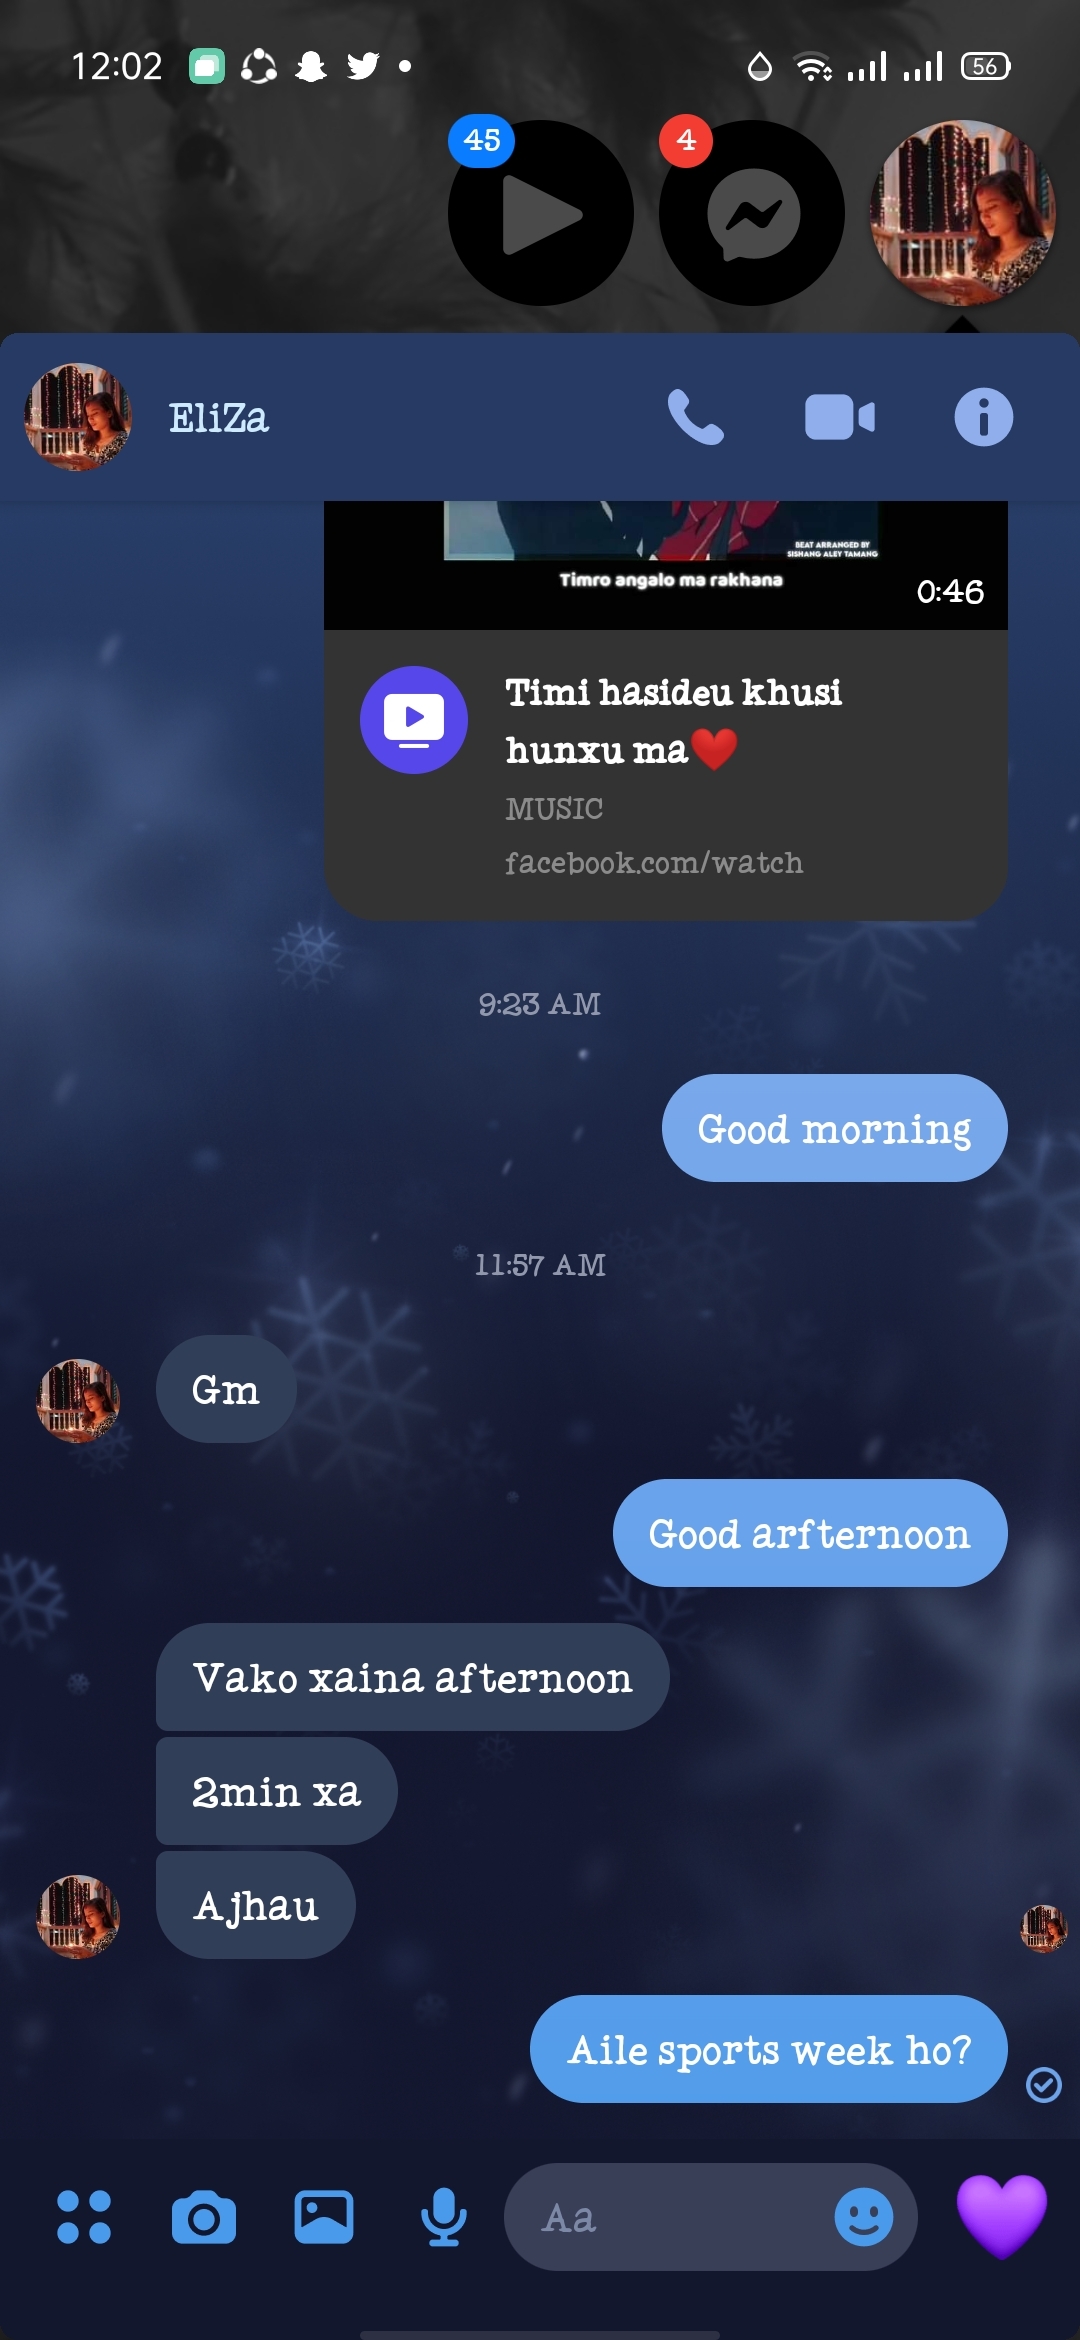 12:02
56
45
4
EliZa
BEAT ARRANGED BY
SISHANG ALEY TAMANG
Timro angalo ma rakhana
0:46
Timi hasideu khusi
hunxu ma❤️
MUSIC
facebook.com/watch
9:23 AM
Good morning
11:57 AM
Gm
Good arfternoon
Vako xaina afternoon
2min xa
Ajhau
Aile sports week ho?
Aa